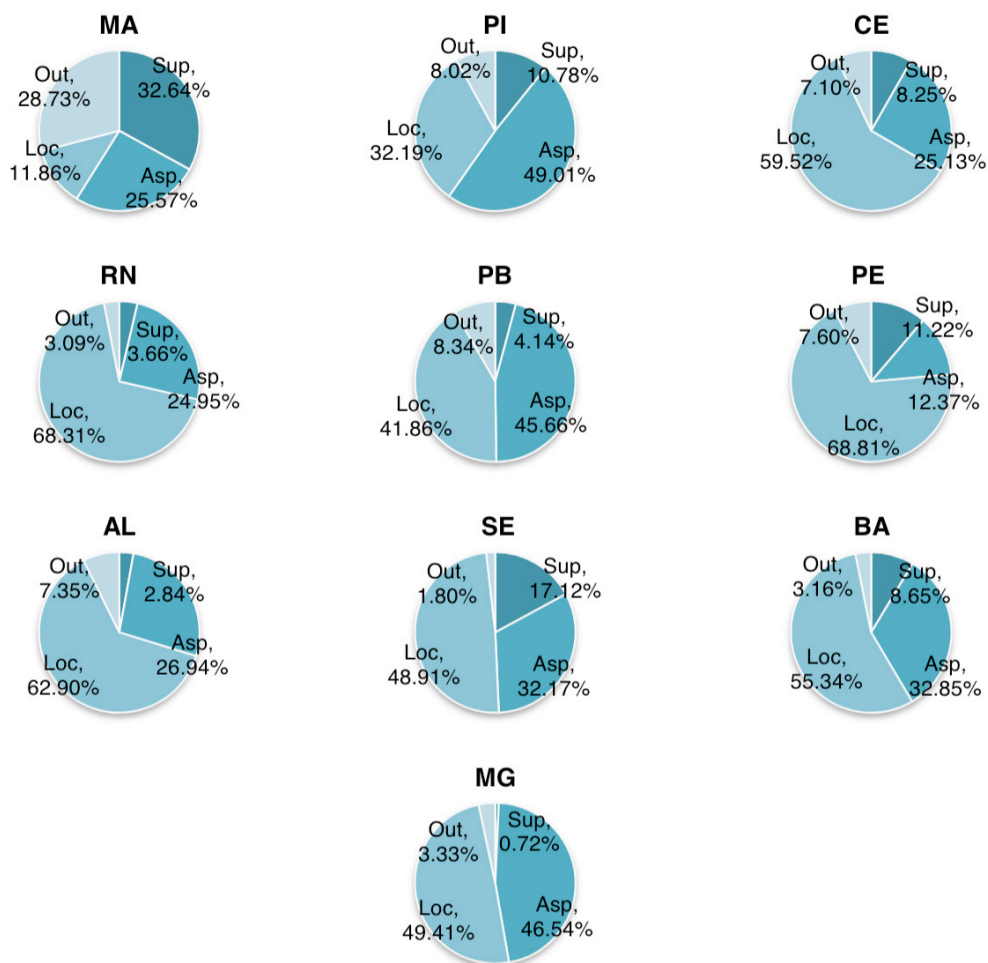 MA
Out,
28.73%
Sup,
32.64%
Loc,
11.86%
Asp,
25.57%
PI
Out,
8.02%
Sup,
10.78%
Loc,
32.19%
Asp,
49.01%
CE
Out,
7.10%
Sup,
8.25%
Loc,
59.52%
Asp,
25.13%
RN
Out,
3.09%
Sup,
3.66%
Asp,
24.95%
Loc,
68.31%
PB
Out,
8.34%
Sup,
4.14%
Loc,
41.86%
Asp,
45.66%
PE
Out,
7.60%
Sup,
11.22%
Asp,
12.37%
Loc,
68.81%
AL
Out,
7.35%
Sup,
2.84%
Asp,
26.94%
Loc,
62.90%
SE
Out,
1.80%
Sup,
17.12%
Loc,
48.91%
Asp,
32.17%
BA
Out,
3.16%
Sup,
8.65%
Loc,
55.34%
Asp,
32.85%
MG
Out,
3.33%
Sup,
0.72%
Loc,
49.41%
Asp,
46.54%